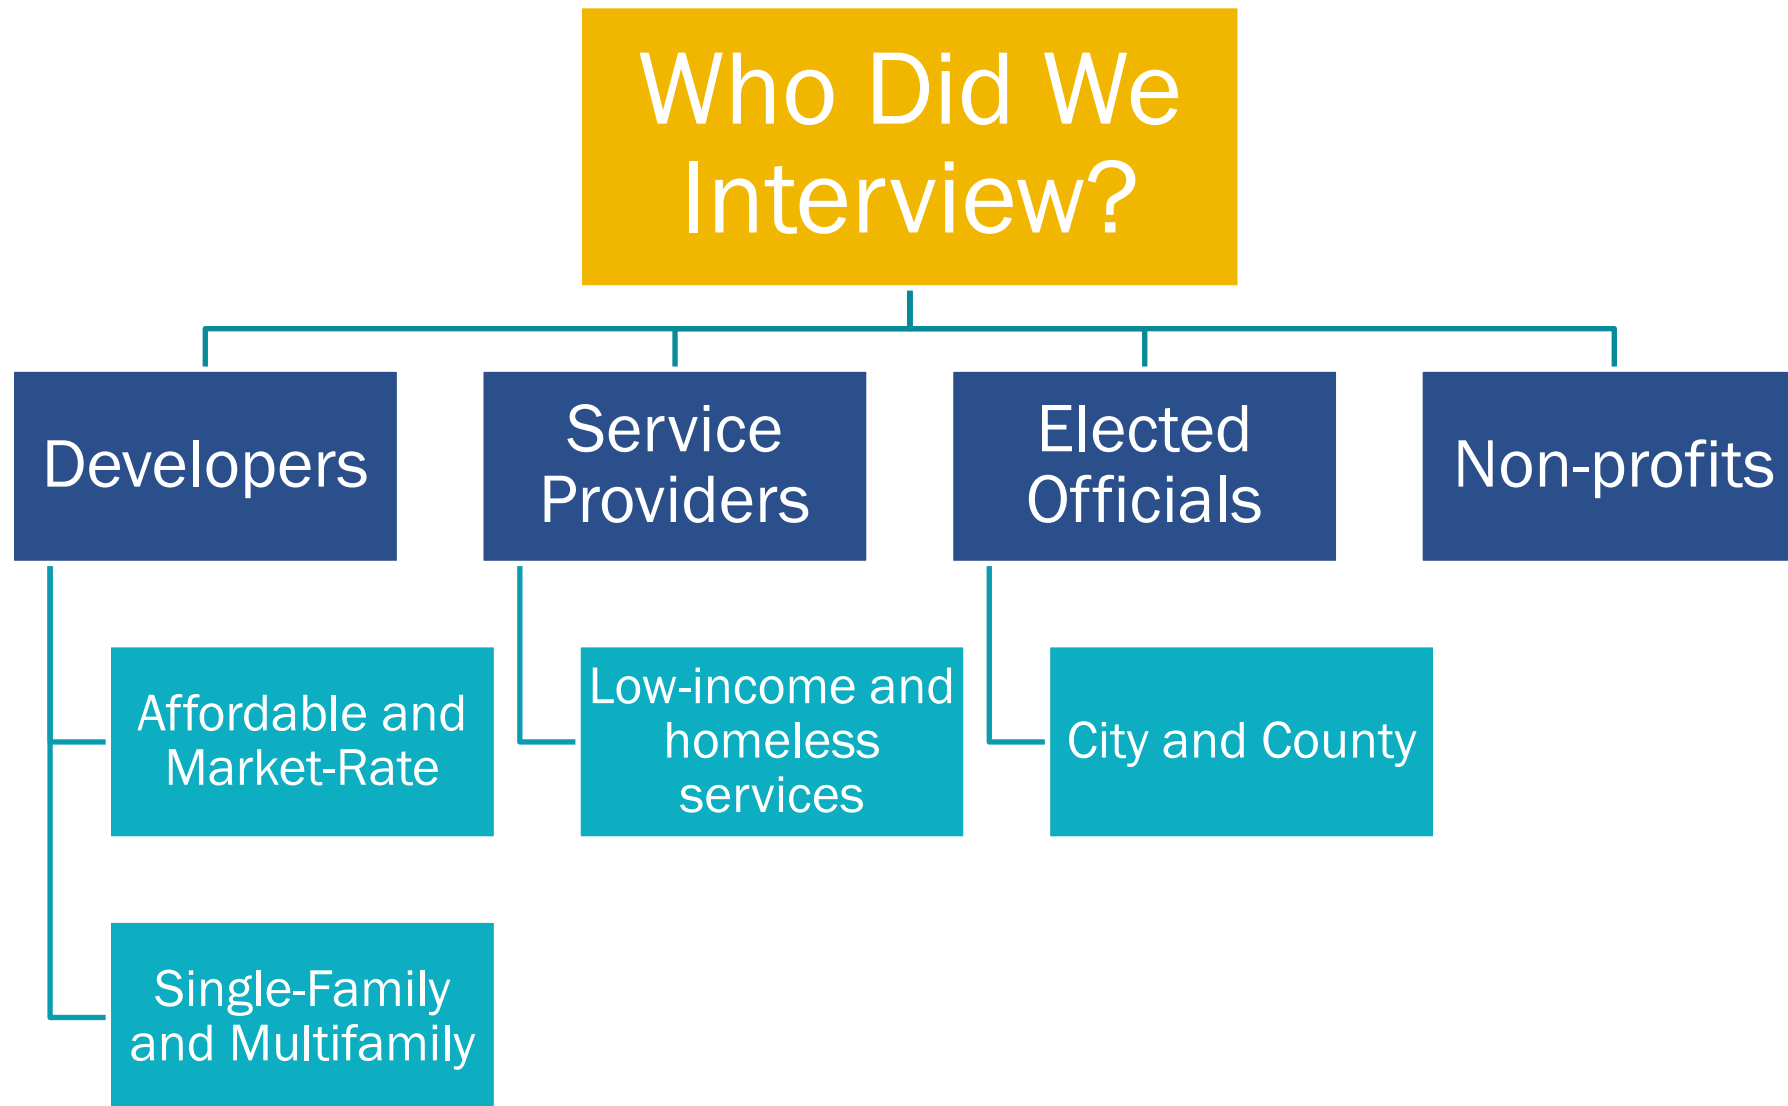 Who Did We
Interview?
Developers
Service
Providers
Elected
Officials
Non-profits
Affordable and
Market-Rate
Low-income and
homeless
services
City and County
Single-Family
and Multifamily